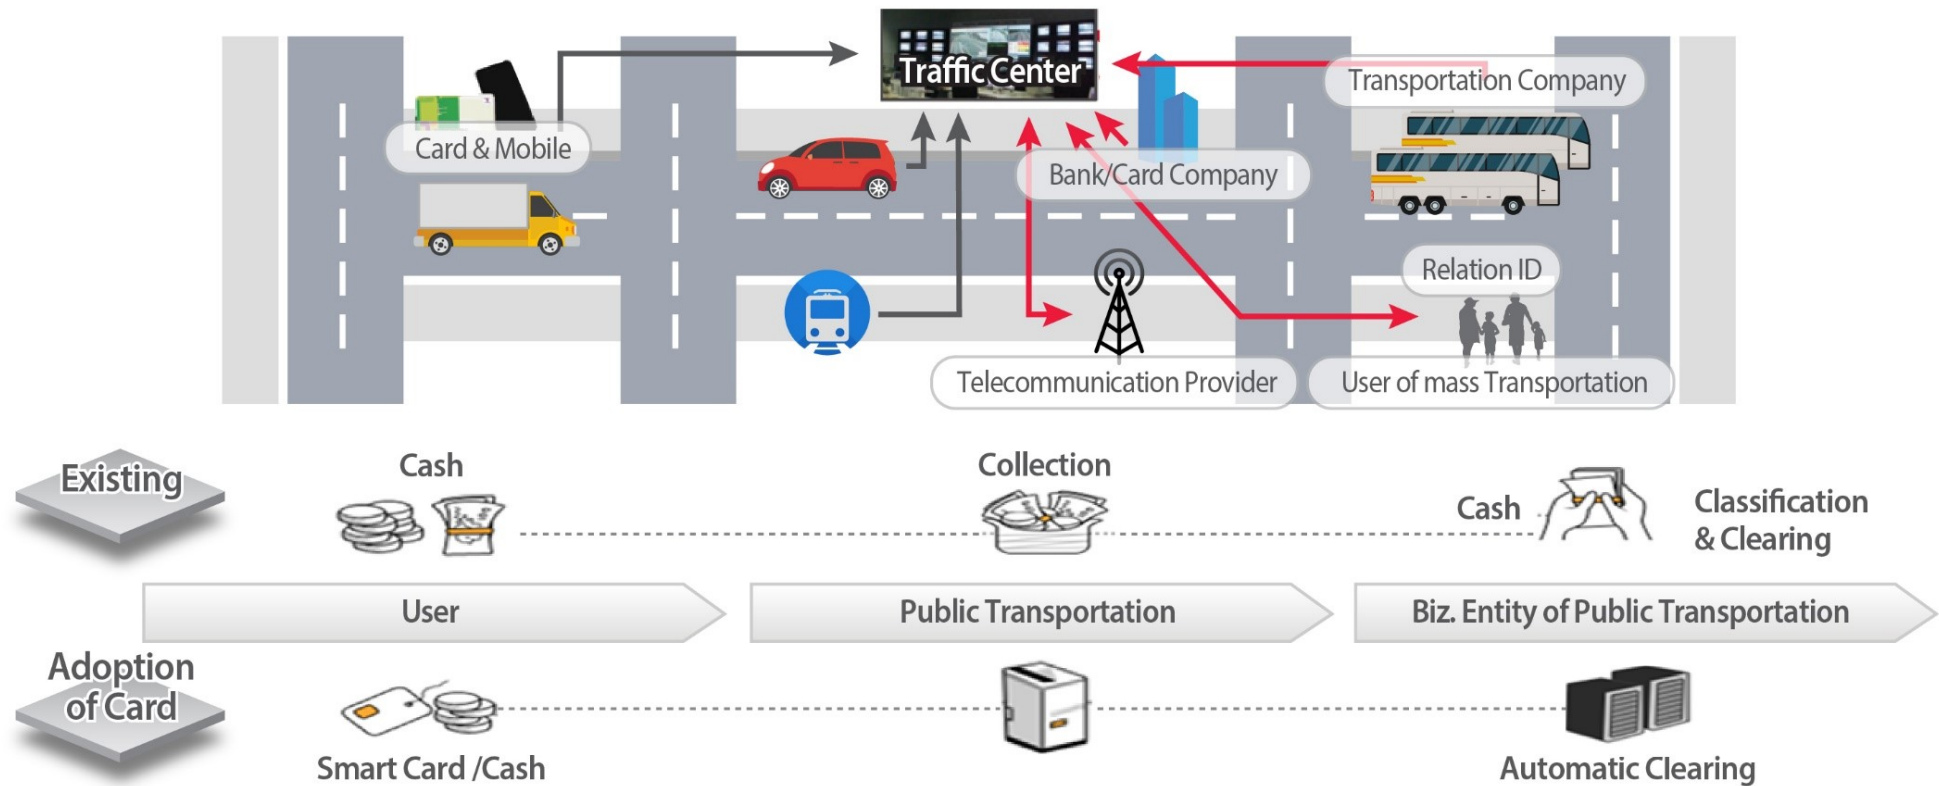 Traffic Center
Transportation Company
Card & Mobile
Bank/Card Company
Relation ID
Telecommunication Provider
User of mass Transportation
Existing
Cash
Collection
Cash
Classification
& Clearing
User
Public Transportation
Biz. Entity of Public Transportation
Adoption
of Card
Smart Card /Cash
Automatic Clearing